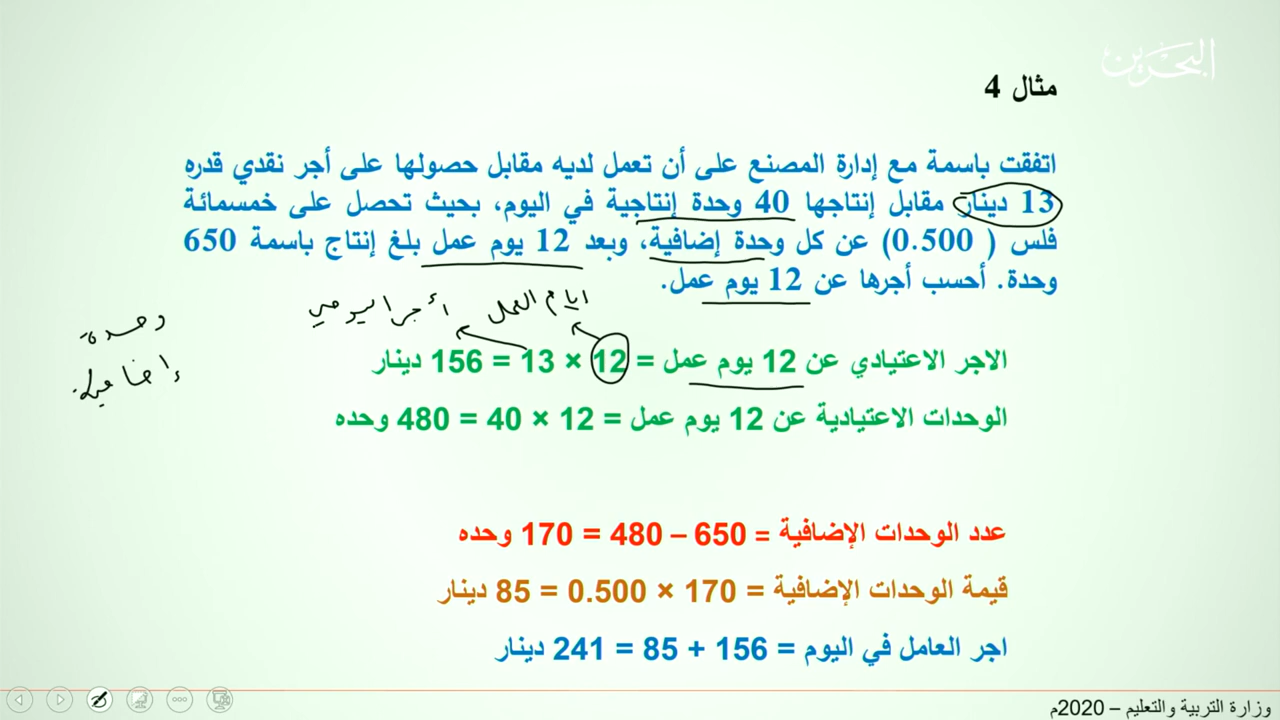 البحرين
مثال 4
اتفقت باسمة مع إدارة المصنع على أن تعمل لديه مقابل حصولها على أجر نقدي قدره
13 دينار مقابل إنتاجها 40 وحدة إنتاجية في اليوم، بحيث تحصل على خمسمائة
فلس ( 0.500) عن كل وحدة إضافية، وبعد 12 يوم عمل بلغ إنتاج باسمة 650
وحدة. أحسب أجرها عن 12 يوم عمل.
ايام العمل
أجر اليومي
وحدة
إضافية
الاجر الاعتيادي عن 12 يوم عمل = 12 × 13 = 156 دينار
الوحدات الاعتيادية عن 12 يوم عمل = 12 × 40 = 480 وحده
عدد الوحدات الإضافية = 650 – 480 = 170 وحده
قيمة الوحدات الإضافية = 170 × 0.500 = 85 دينار
اجر العامل في اليوم = 156 + 85 = 241 دينار
وزارة التربية والتعليم – 2020م